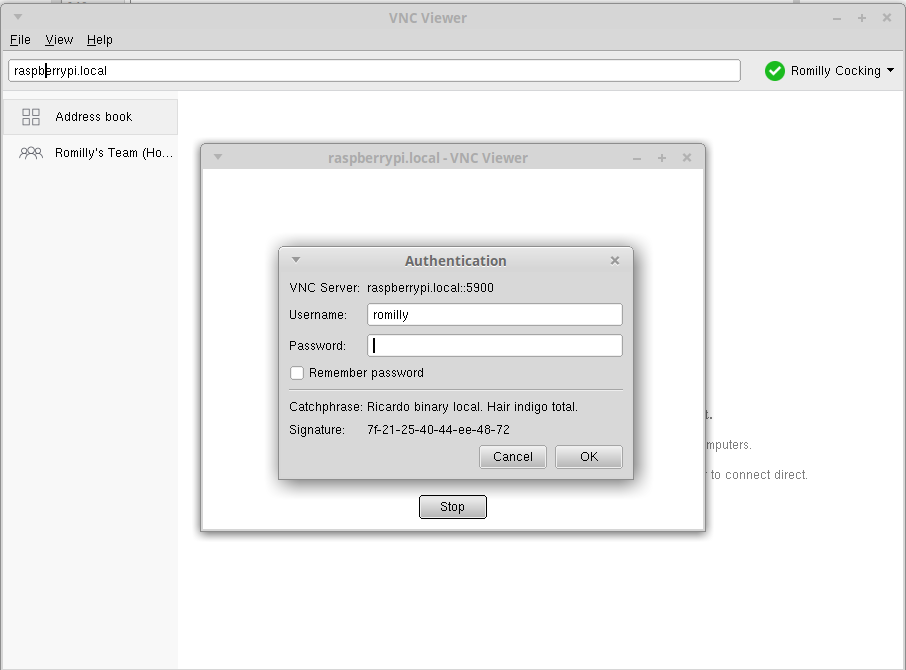 VNC Viewer
File View Help
raspberrypi.local
Romilly Cocking
Address book
Romilly's Team (Ho...
raspberrypi.local - VNC Viewer
Authentication
VNC Server: raspberrypi.local::5900
Username: romilly
Password:
Remember password
Catchphrase: Ricardo binary local. Hair indigo total.
Signature: 7f-21-25-40-44-ee-48-72
Cancel OK
Stop
t.
mputers.
to connect direct.